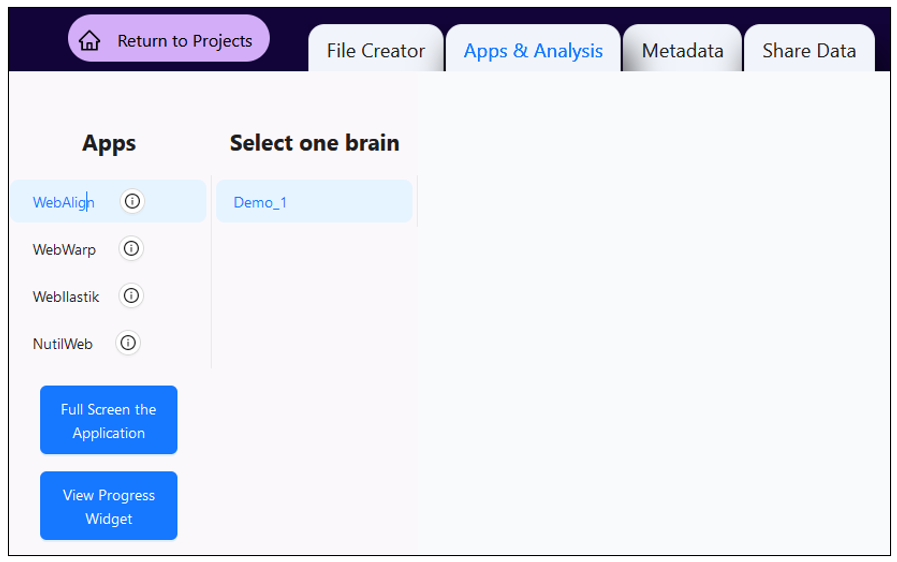 Return to Projects
File Creator
Apps & Analysis
Metadata
Share Data
Apps
Select one brain
WebAlign
Demo_1
WebWarp
WebIlastik
NutilWeb
Full Screen the
Application
View Progress
Widget